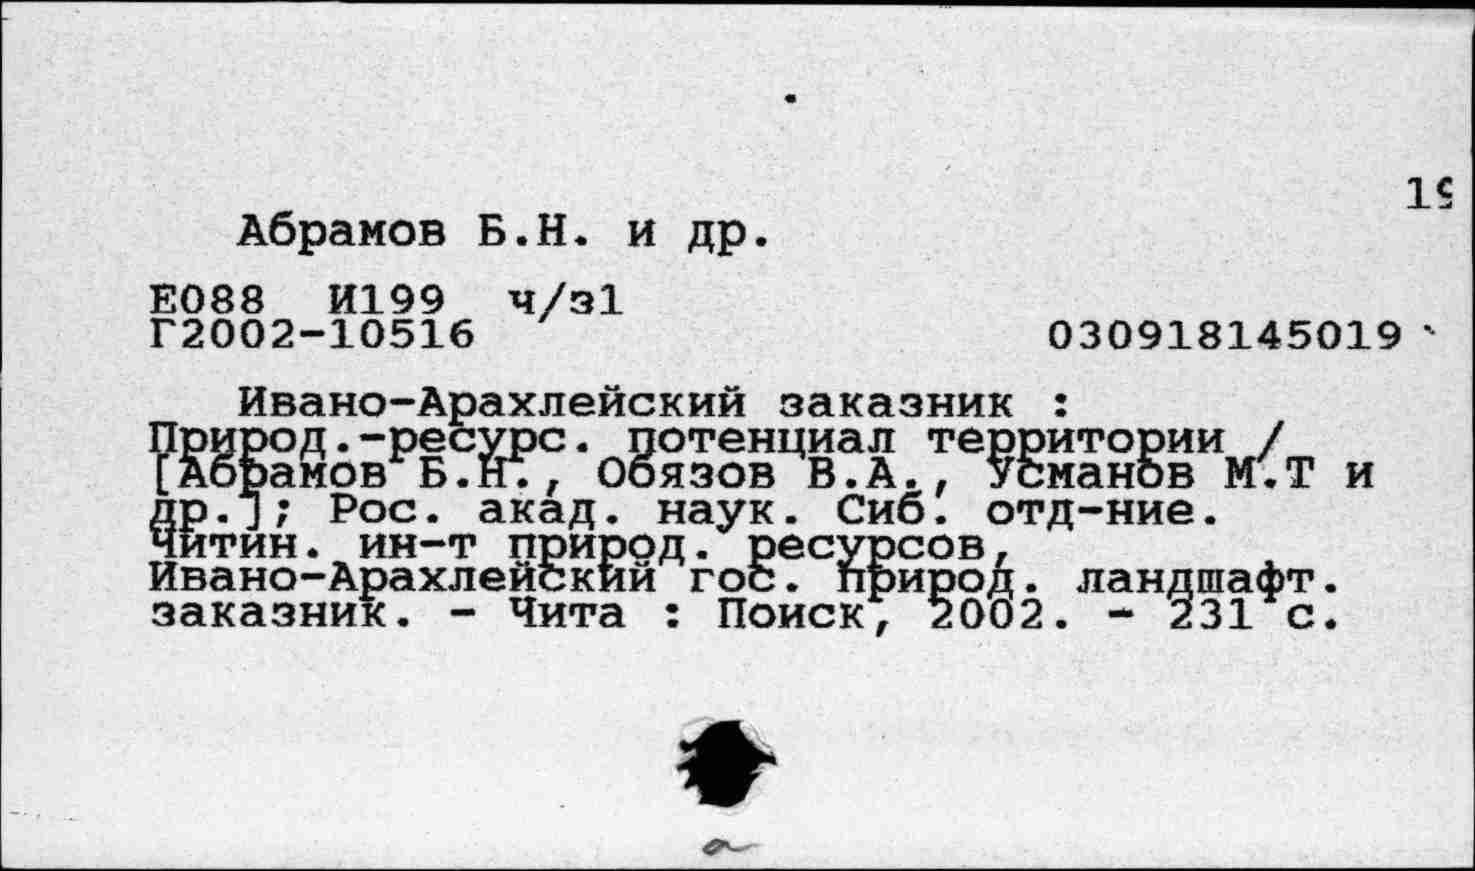 19
Абрамов Б.Н. и др.
Е088 И199 ч/з1
Г2002-10516 030918145019
Ивано-Арахлейский заказник :
Природ.-ресурс. потенциал территории /
[Абрамов Б.Н., Обязов В.А., Усманов М.Т и
др.]; Рос. акад. наук. Сиб. отд-ние.
Читин. ин-т природ. ресурсов,
Ивано-Арахлейский гос. природ. ландшафт.
заказник. - Чита : Поиск, 2002. - 231 с.